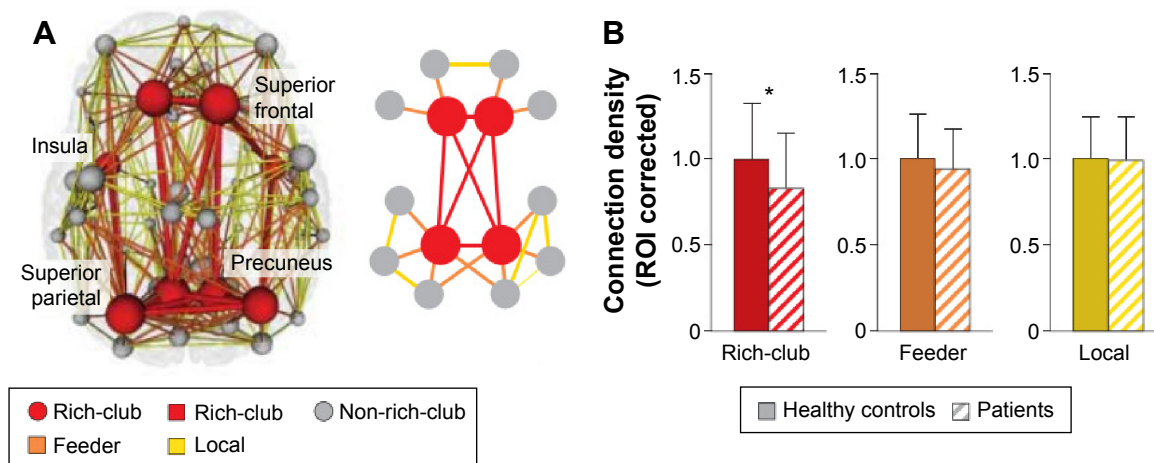 A
Superior
frontal
Insula
Superior
parietal
Precuneus
Rich-club
Rich-club
Non-rich-club
Feeder
Local
B
Connection density
(ROI corrected)
1.5
1.0
0.5
0
*
Rich-club
1.5
1.0
0.5
0
Feeder
1.5
1.0
0.5
0
Local
Healthy controls
Patients